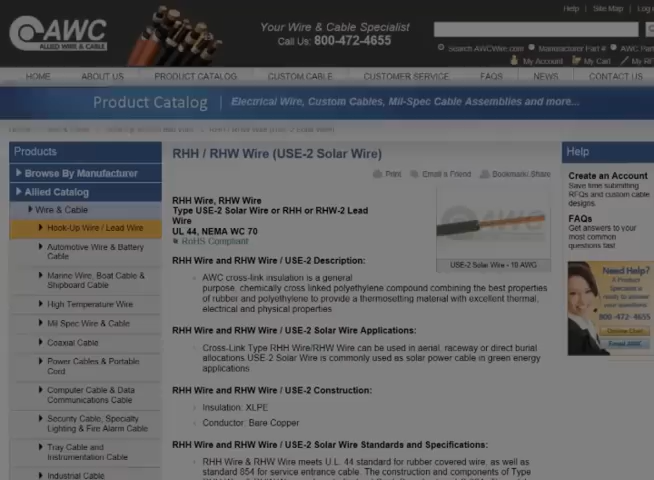 Help | Site Map | Log
AWC
ALLIED WIRE & CABLE
Your Wire & Cable Specialist
Call Us: 800-472-4655
Search AWCWire.com Manufacturer Part # AWC Part
My Account My Cart My RF
HOME ABOUT US PRODUCT CATALOG CUSTOM CABLE CUSTOMER SERVICE FAQS NEWS CONTACT US
Product Catalog | Electrical Wire, Custom Cables, Mil-Spec Cable Assemblies and more...
Products
Browse By Manufacturer
Allied Catalog
Wire & Cable
Hook-Up Wire / Lead Wire
Automotive Wire & Battery
Cable
Marine Wire, Boat Cable &
Shipboard Cable
High Temperature Wire
Mil Spec Wire & Cable
Coaxial Cable
Power Cables & Portable
Cord
Computer Cable & Data
Communications Cable
Security Cable, Specialty
Lighting & Fire Alarm Cable
Tray Cable and
Instrumentation Cable
Industrial Cable
RHH / RHW Wire (USE-2 Solar Wire)
Print Email a Friend Bookmark/Share
RHH Wire, RHW Wire
Type USE-2 Solar Wire or RHH or RHW-2 Lead
Wire
UL 44, NEMA WC 70
RoHS Compliant
AWC
USE-2 Solar Wire - 10 AWG
RHH Wire and RHW Wire / USE-2 Description:
AWC cross-link insulation is a general
purpose, chemically cross linked polyethylene compound combining the best properties
of rubber and polyethylene to provide a thermosetting material with excellent thermal,
electrical and physical properties
RHH Wire and RHW Wire / USE-2 Solar Wire Applications:
Cross-Link Type RHH Wire/RHW Wire can be used in aerial, raceway or direct burial
allocations.USE-2 Solar Wire is commonly used as solar power cable in green energy
applications
RHH Wire and RHW Wire / USE-2 Construction:
Insulation: XLPE
Conductor: Bare Copper
RHH Wire and RHW Wire / USE-2 Solar Wire Standards and Specifications:
RHH Wire & RHW Wire meets U.L. 44 standard for rubber covered wire, as well as
standard 854 for service entrance cable. The construction and components of Type
Help
Create an Account
Save time submitting
RFQs and custom cable
designs.
FAQs
Get answers to your
most common
questions fast
Need Help?
A Product
Specialist is
ready to answer
your questions!
800-472-4655
Online Chat
Email AWC